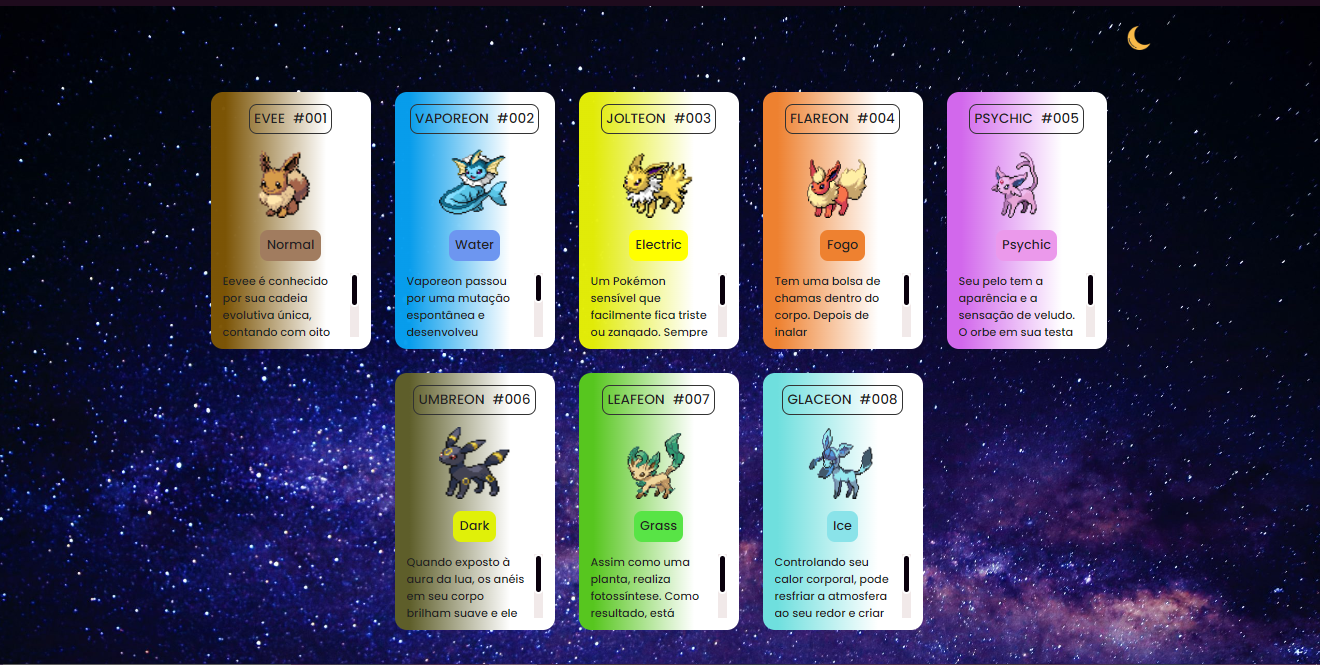 EVEE #001
Normal
Eevee é conhecido
por sua cadeia
evolutiva única,
contando com oito
VAPOREON #002
Water
Vaporeon passou
por uma mutação
espontânea e
desenvolveu
JOLTEON #003
Electric
Um Pokémon
sensível que
facilmente fica triste
ou zangado. Sempre
FLAREON #004
Fogo
Tem uma bolsa de
chamas dentro do
corpo. Depois de
inalar
PSYCHIC #005
Psychic
Seu pelo tem a
aparência e a
sensação de veludo.
O orbe em sua testa
UMBREON #006
Dark
Quando exposto à
aura da lua, os anéis
em seu corpo
brilham suave e ele
LEAFEON #007
Grass
Assim como uma
planta, realiza
fotossíntese. Como
resultado, está
GLACEON #008
Ice
Controlando seu
calor corporal, pode
resfriar a atmosfera
ao seu redor e criar